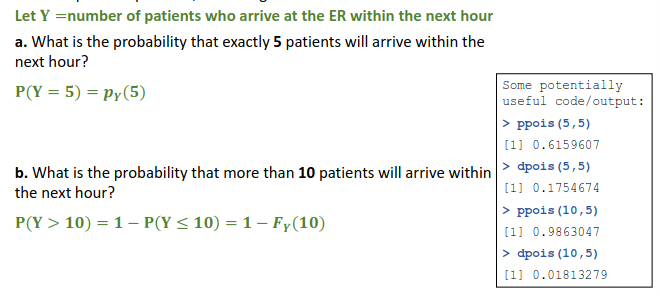 Let Y =number of patients who arrive at the ER within the next hour
a. What is the probability that exactly 5 patients will arrive within the
next hour?
P(Y = 5) = p_Y(5)
b. What is the probability that more than 10 patients will arrive within
the next hour?
P(Y > 10) = 1 – P(Y ≤ 10) = 1 – F_Y(10)
Some potentially
useful code/output:
> ppois(5,5)
[1] 0.6159607
> dpois(5,5)
[1] 0.1754674
> ppois(10,5)
[1] 0.9863047
> dpois(10,5)
[1] 0.01813279